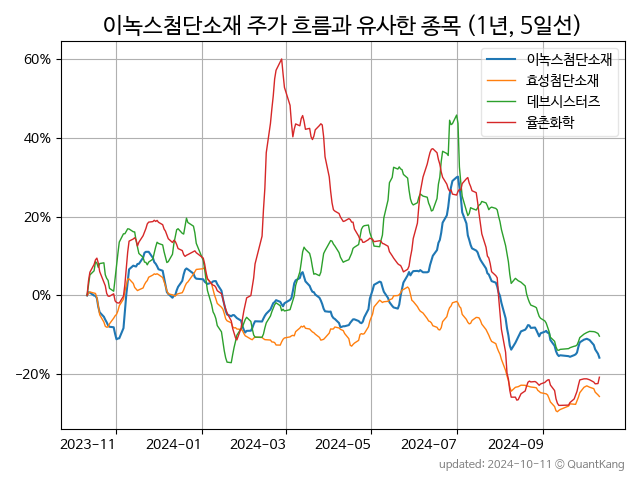 이녹스첨단소재 주가 흐름과 유사한 종목 (1년, 5일선)
60%
40%
20%
0%
−20%
이녹스첨단소재
효성첨단소재
데브시스터즈
율촌화학
2023-11
2024-01
2024-03
2024-05
2024-07
2024-09
updated: 2024-10-11 © QuantKang